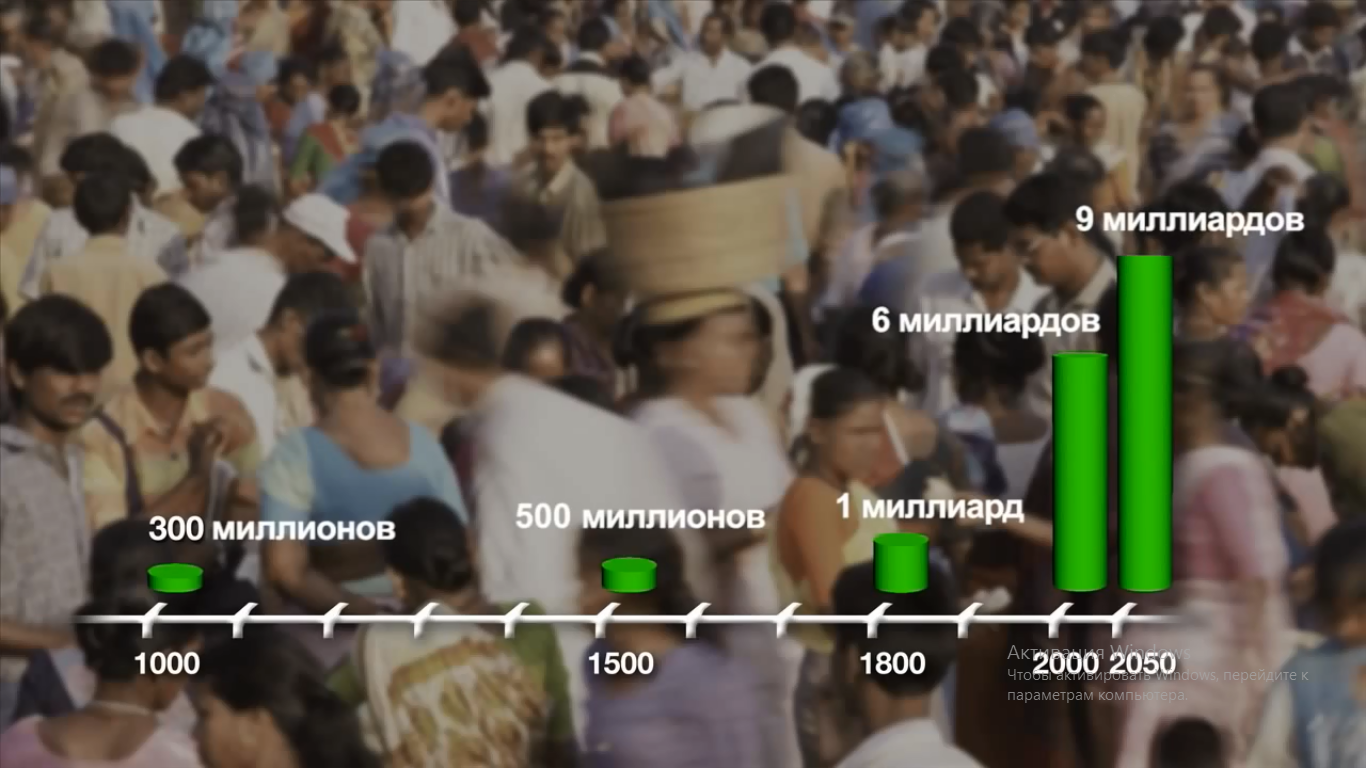 9 миллиардов
6 миллиардов
1 миллиард
500 миллионов
300 миллионов
1000 1500 1800 2000 2050
Активация Windows
Чтобы активировать Windows, перейдите к
параметрам компьютера.